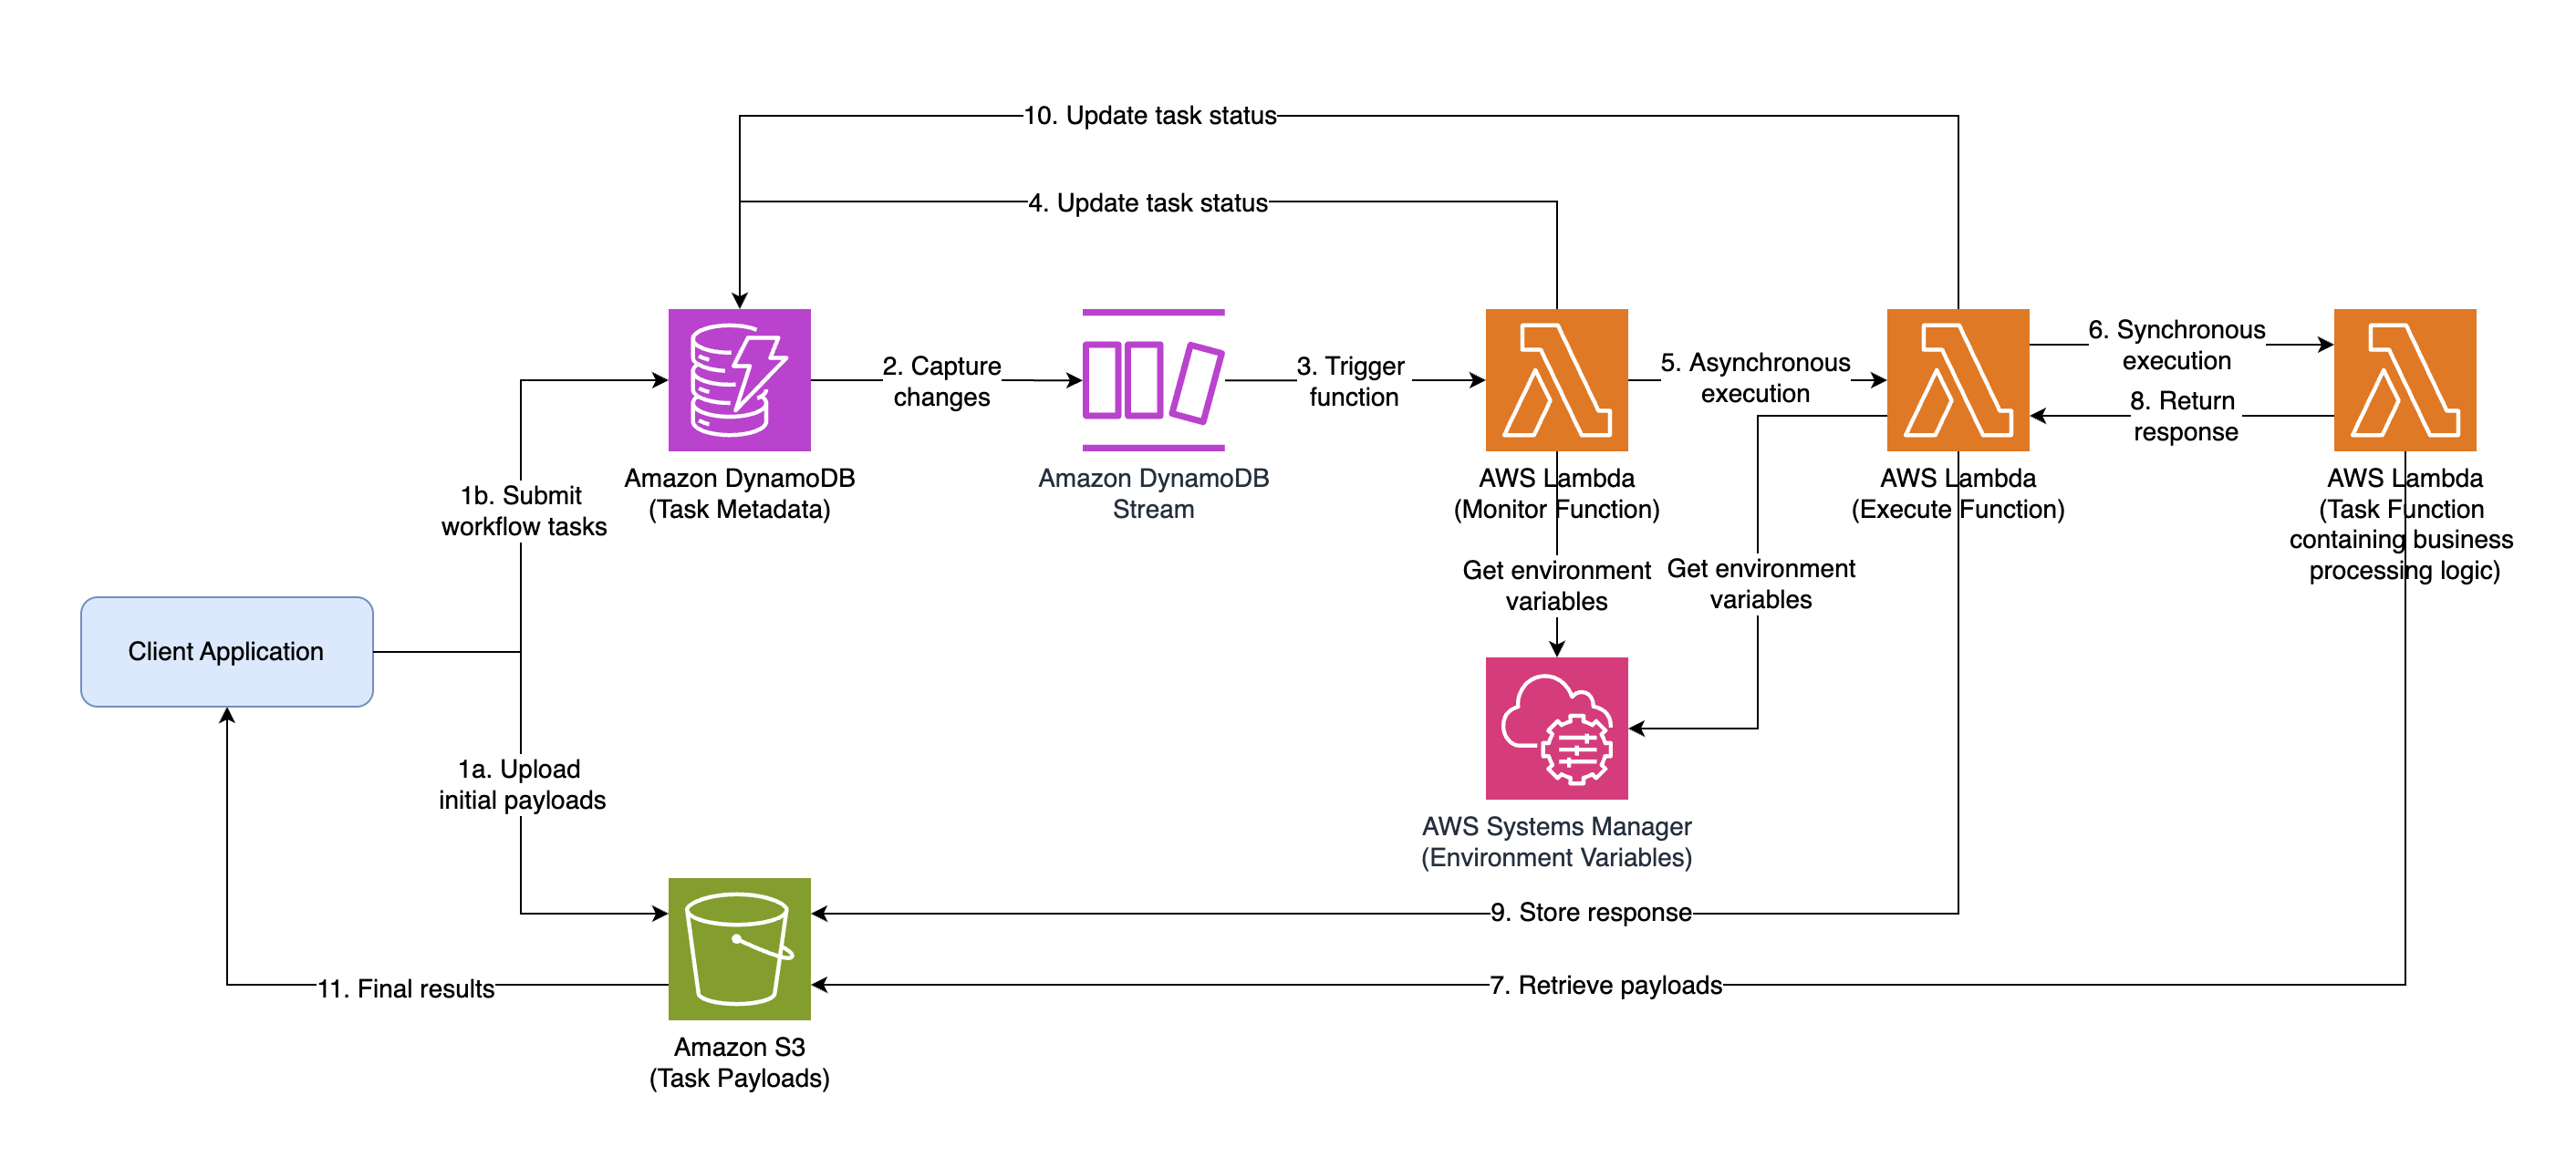 10. Update task status
4. Update task status
2. Capture
changes
3. Trigger
function
5. Asynchronous
execution
6. Synchronous
execution
8. Return
response
Amazon DynamoDB
(Task Metadata)
Amazon DynamoDB
Stream
AWS Lambda
(Monitor Function)
AWS Lambda
(Execute Function)
AWS Lambda
(Task Function
containing business
processing logic)
1b. Submit
workflow tasks
Get environment
variables
Get environment
variables
Client Application
1a. Upload
initial payloads
AWS Systems Manager
(Environment Variables)
9. Store response
11. Final results
7. Retrieve payloads
Amazon S3
(Task Payloads)